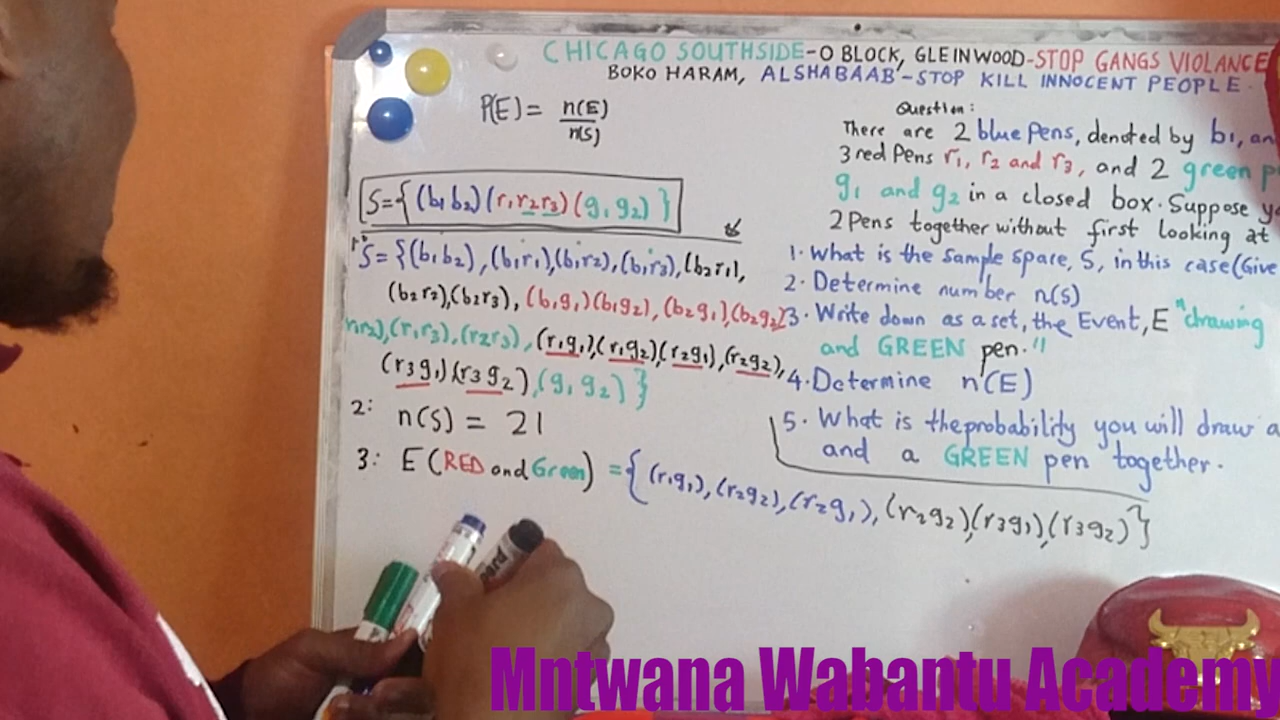 CHICAGO SOUTHSIDE-O BLOCK, GLEINWOOD-STOP GANGS VIOLANCE
BOKO HARAM, ALSHABAAB-STOP KILL INNOCENT PEOPLE.
P(E) = n(E)
n(S)
S={(b1b2)(r1r2r3)(g1g2)}
S={(b1b2),(b1r1),(b1r2),(b1r3),(b2r1),
(b2r2),(b2r3),(b1g1)(b1g2),(b2g1),(b2g2)
r1r2),(r1r3),(r2r3),(r1g1),(r1g2)(r2g1),(r2g2),
(r3g1)(r3g2),(g1g2)}
2: n(S) = 21
3: E (RED and Green) ={(r1g1),(r2g2),(r2g1),(r2g2)(r3g1),(r3g2)}
Question:
There are 2 blue pens, denoted by b1, an
3 red Pens r1, r2 and r3, and 2 green p
g1 and g2 in a closed box. Suppose y
2 Pens together without first looking at
1. What is the Sample Spare, S, in this case(Give
2. Determine number n(S)
3. Write down as a set, the Event, E "drawing
and GREEN pen."
4. Determine n(E)
5. What is the probability you will draw a
and a GREEN pen together.
Mntwana Wabantu Academy